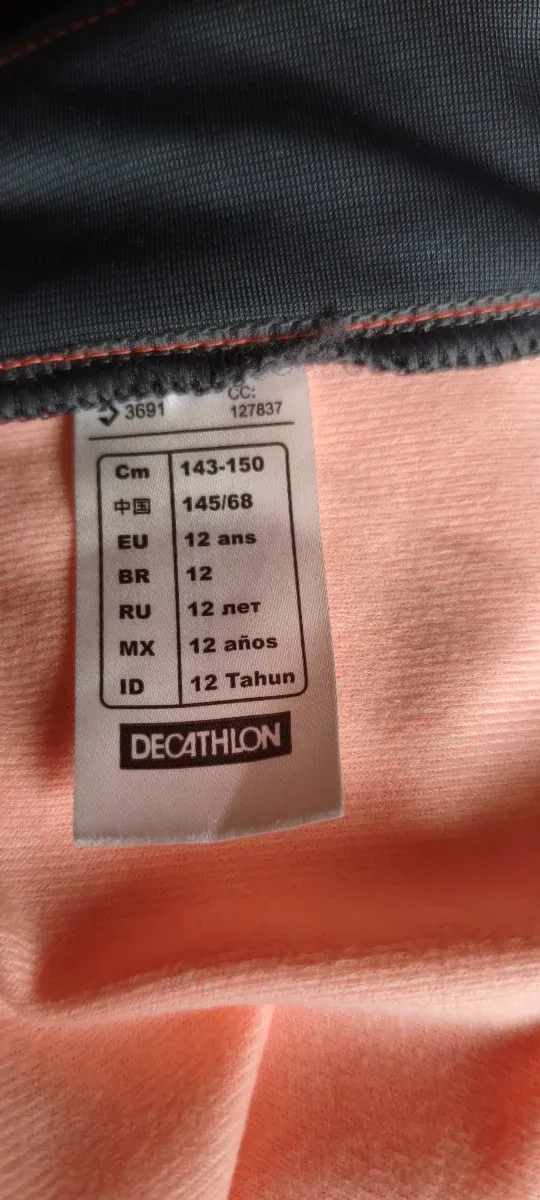 CC:
3691 127837
Cm 143-150
中国 145/68
EU 12 ans
BR 12
RU 12 лет
MX 12 años
ID 12 Tahun
DECATHLON